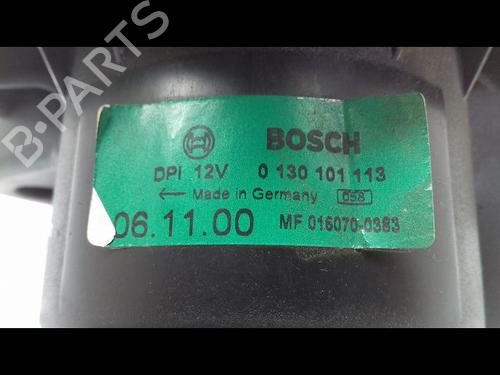 B-PARTS
BOSCH
DPI 12V 0 130 101 113
← Made in Germany 058
06.11.00 MF 016070-0383